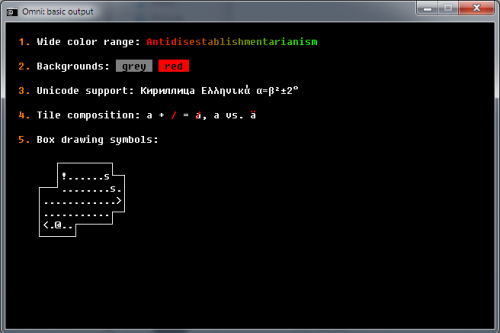 Omni: basic output
1. Wide color range: Antidisestablishmentarianism
2. Backgrounds: grey red
3. Unicode support: Кириллица Ελληνικά α=β²±2°
4. Tile composition: a + / = a̸, a vs. ä
5. Box drawing symbols:
!......s
........s.
............>
............
<.@..